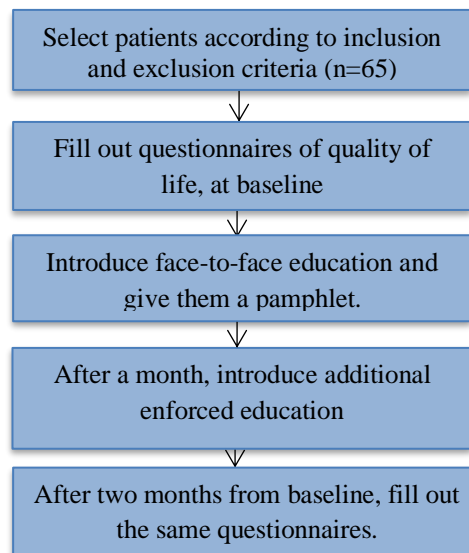 Select patients according to inclusion
and exclusion criteria (n=65)
Fill out questionnaires of quality of
life, at baseline
Introduce face-to-face education and
give them a pamphlet.
After a month, introduce additional
enforced education
After two months from baseline, fill out
the same questionnaires.